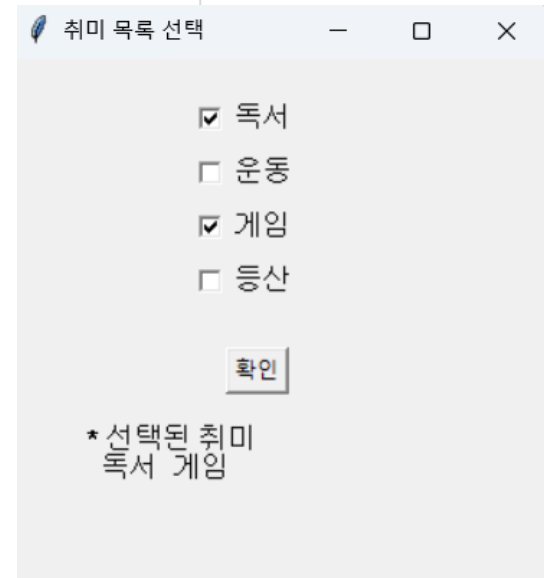 취미 목록 선택
독서
운동
게임
등산
확인
* 선택된 취미
독서 게임